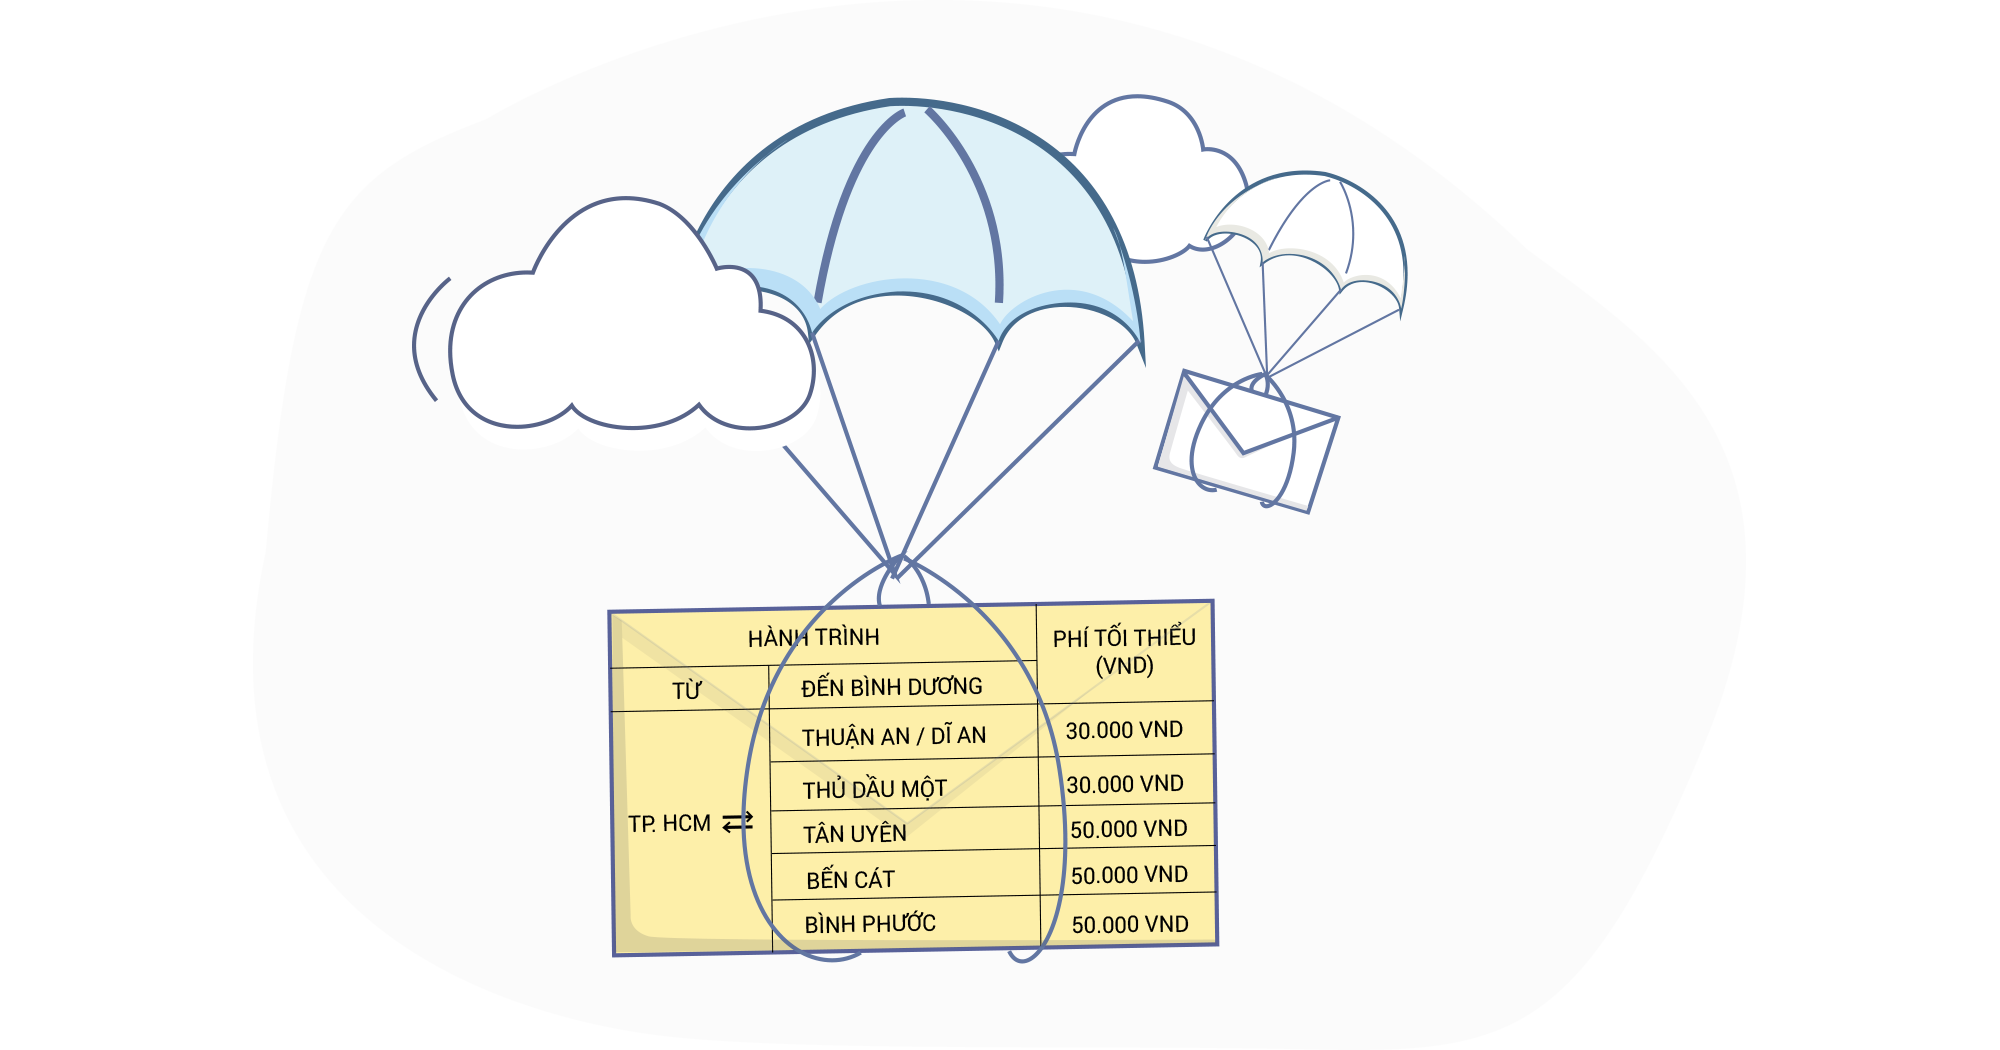 HÀNH TRÌNH
PHÍ TỐI THIỂU
(VND)
TỪ
ĐẾN BÌNH DƯƠNG
TP. HCM ⇄
THUẬN AN / DĨ AN
30.000 VND
THỦ DẦU MỘT
30.000 VND
TÂN UYÊN
50.000 VND
BẾN CÁT
50.000 VND
BÌNH PHƯỚC
50.000 VND